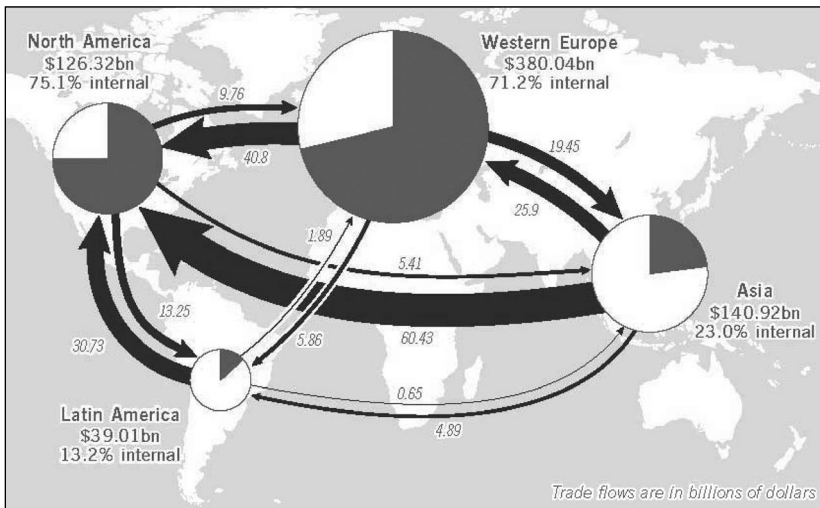 North America
$126.32bn
75.1% internal
Western Europe
$380.04bn
71.2% internal
9.76
40.8
19.45
25.9
1.89
5.41
Asia
$140.92bn
23.0% internal
13.25
30.73
5.86
60.43
0.65
4.89
Latin America
$39.01bn
13.2% internal
Trade flows are in billions of dollars